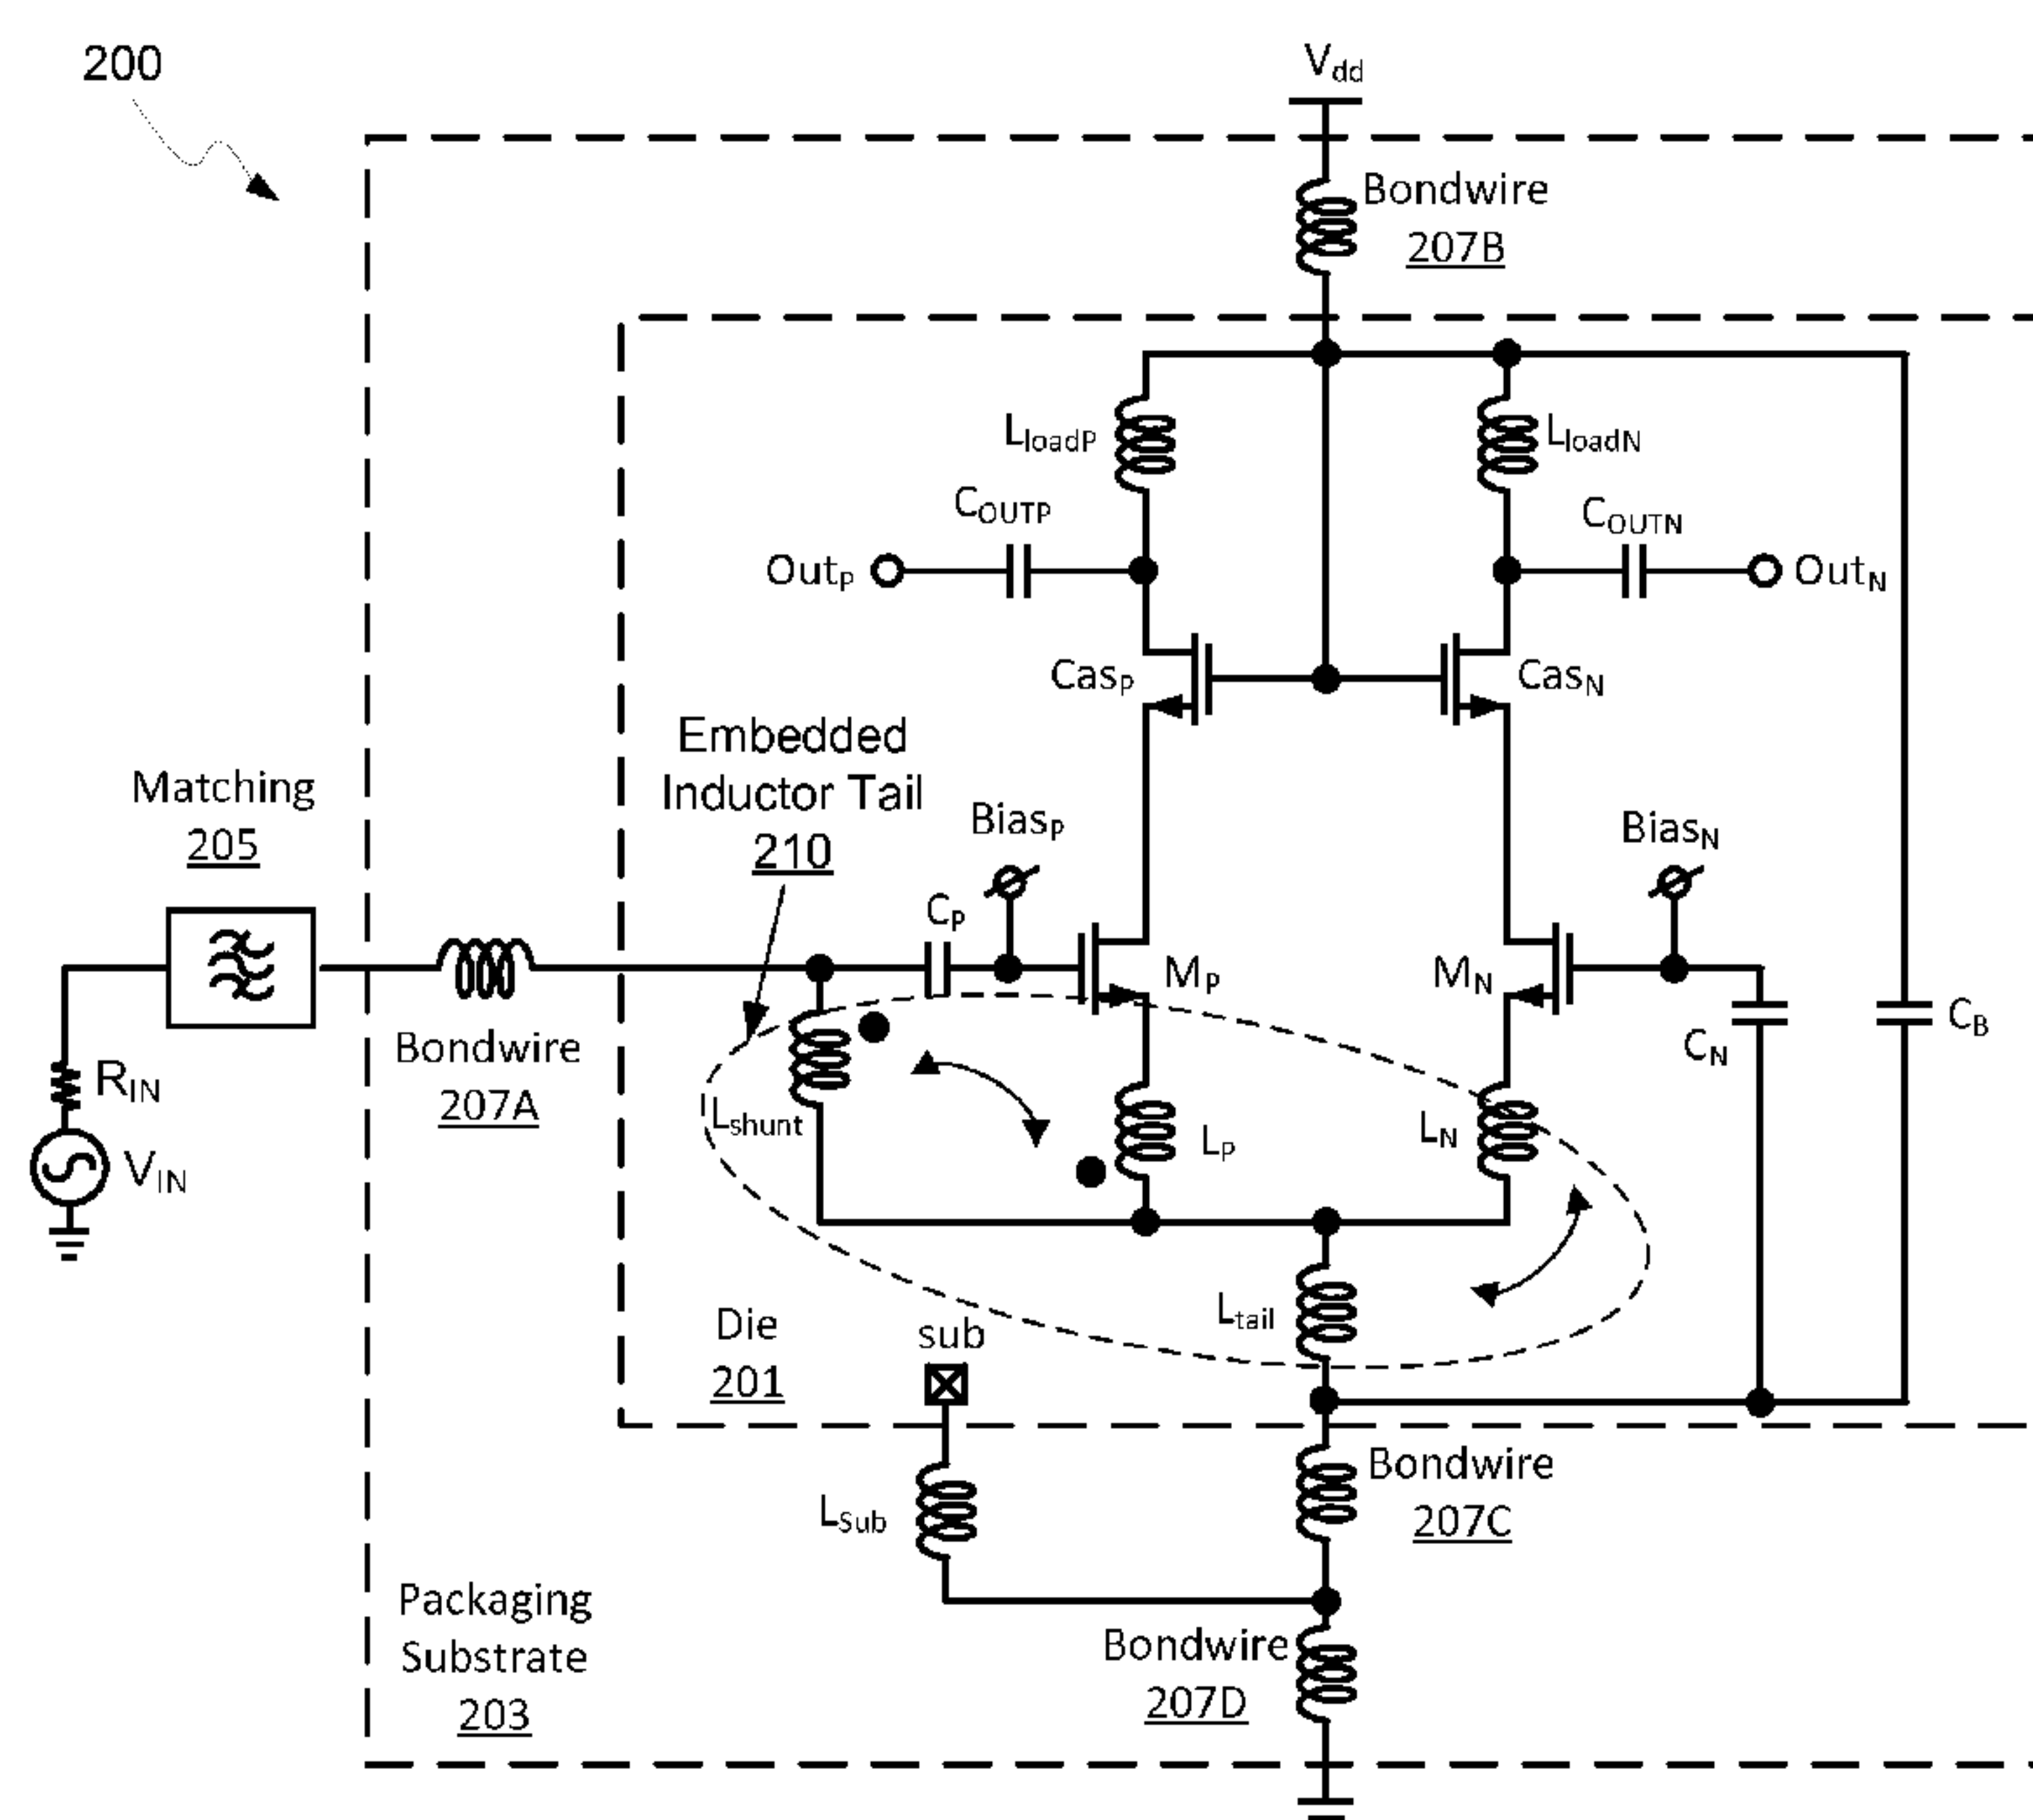 200
Vdd
Bondwire
207B
LloadP
LloadN
COUTP
COUTN
OutP
OutN
CasP
CasN
Embedded
Inductor Tail
210
Matching
205
BiasP
BiasN
CP
MP
MN
CN
CB
Bondwire
207A
RIN
VIN
Lshunt
LP
LN
Ltail
Die
201
sub
Bondwire
207C
LSub
Packaging
Substrate
203
Bondwire
207D